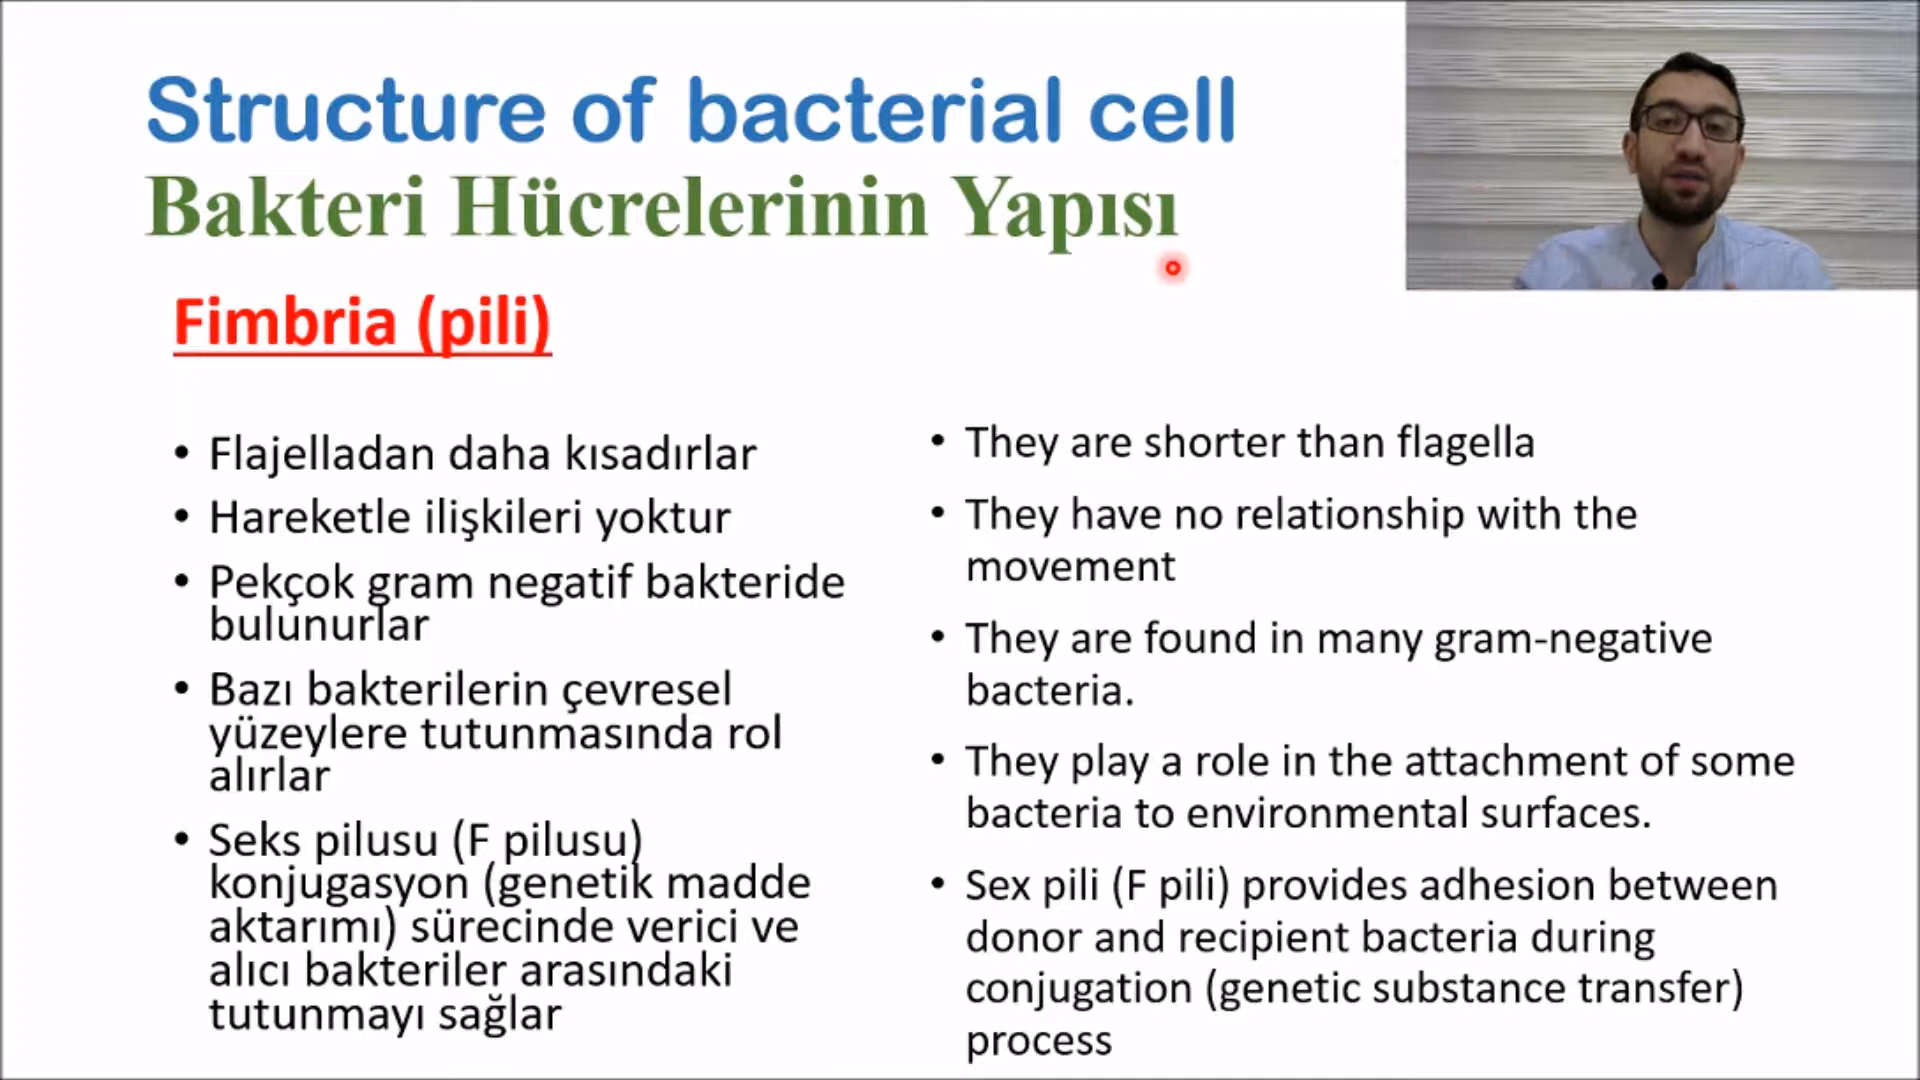 Structure of bacterial cell
Bakteri Hücrelerinin Yapısı
Fimbria (pili)
• Flajelladan daha kısadırlar
• Hareketle ilişkileri yoktur
• Pekçok gram negatif bakteride
bulunurlar
• Bazı bakterilerin çevresel
yüzeylere tutunmasında rol
alırlar
• Seks pilusu (F pilusu)
konjugasyon (genetik madde
aktarımı) sürecinde verici ve
alıcı bakteriler arasındaki
tutunmayı sağlar
• They are shorter than flagella
• They have no relationship with the
movement
• They are found in many gram-negative
bacteria.
• They play a role in the attachment of some
bacteria to environmental surfaces.
• Sex pili (F pili) provides adhesion between
donor and recipient bacteria during
conjugation (genetic substance transfer)
process